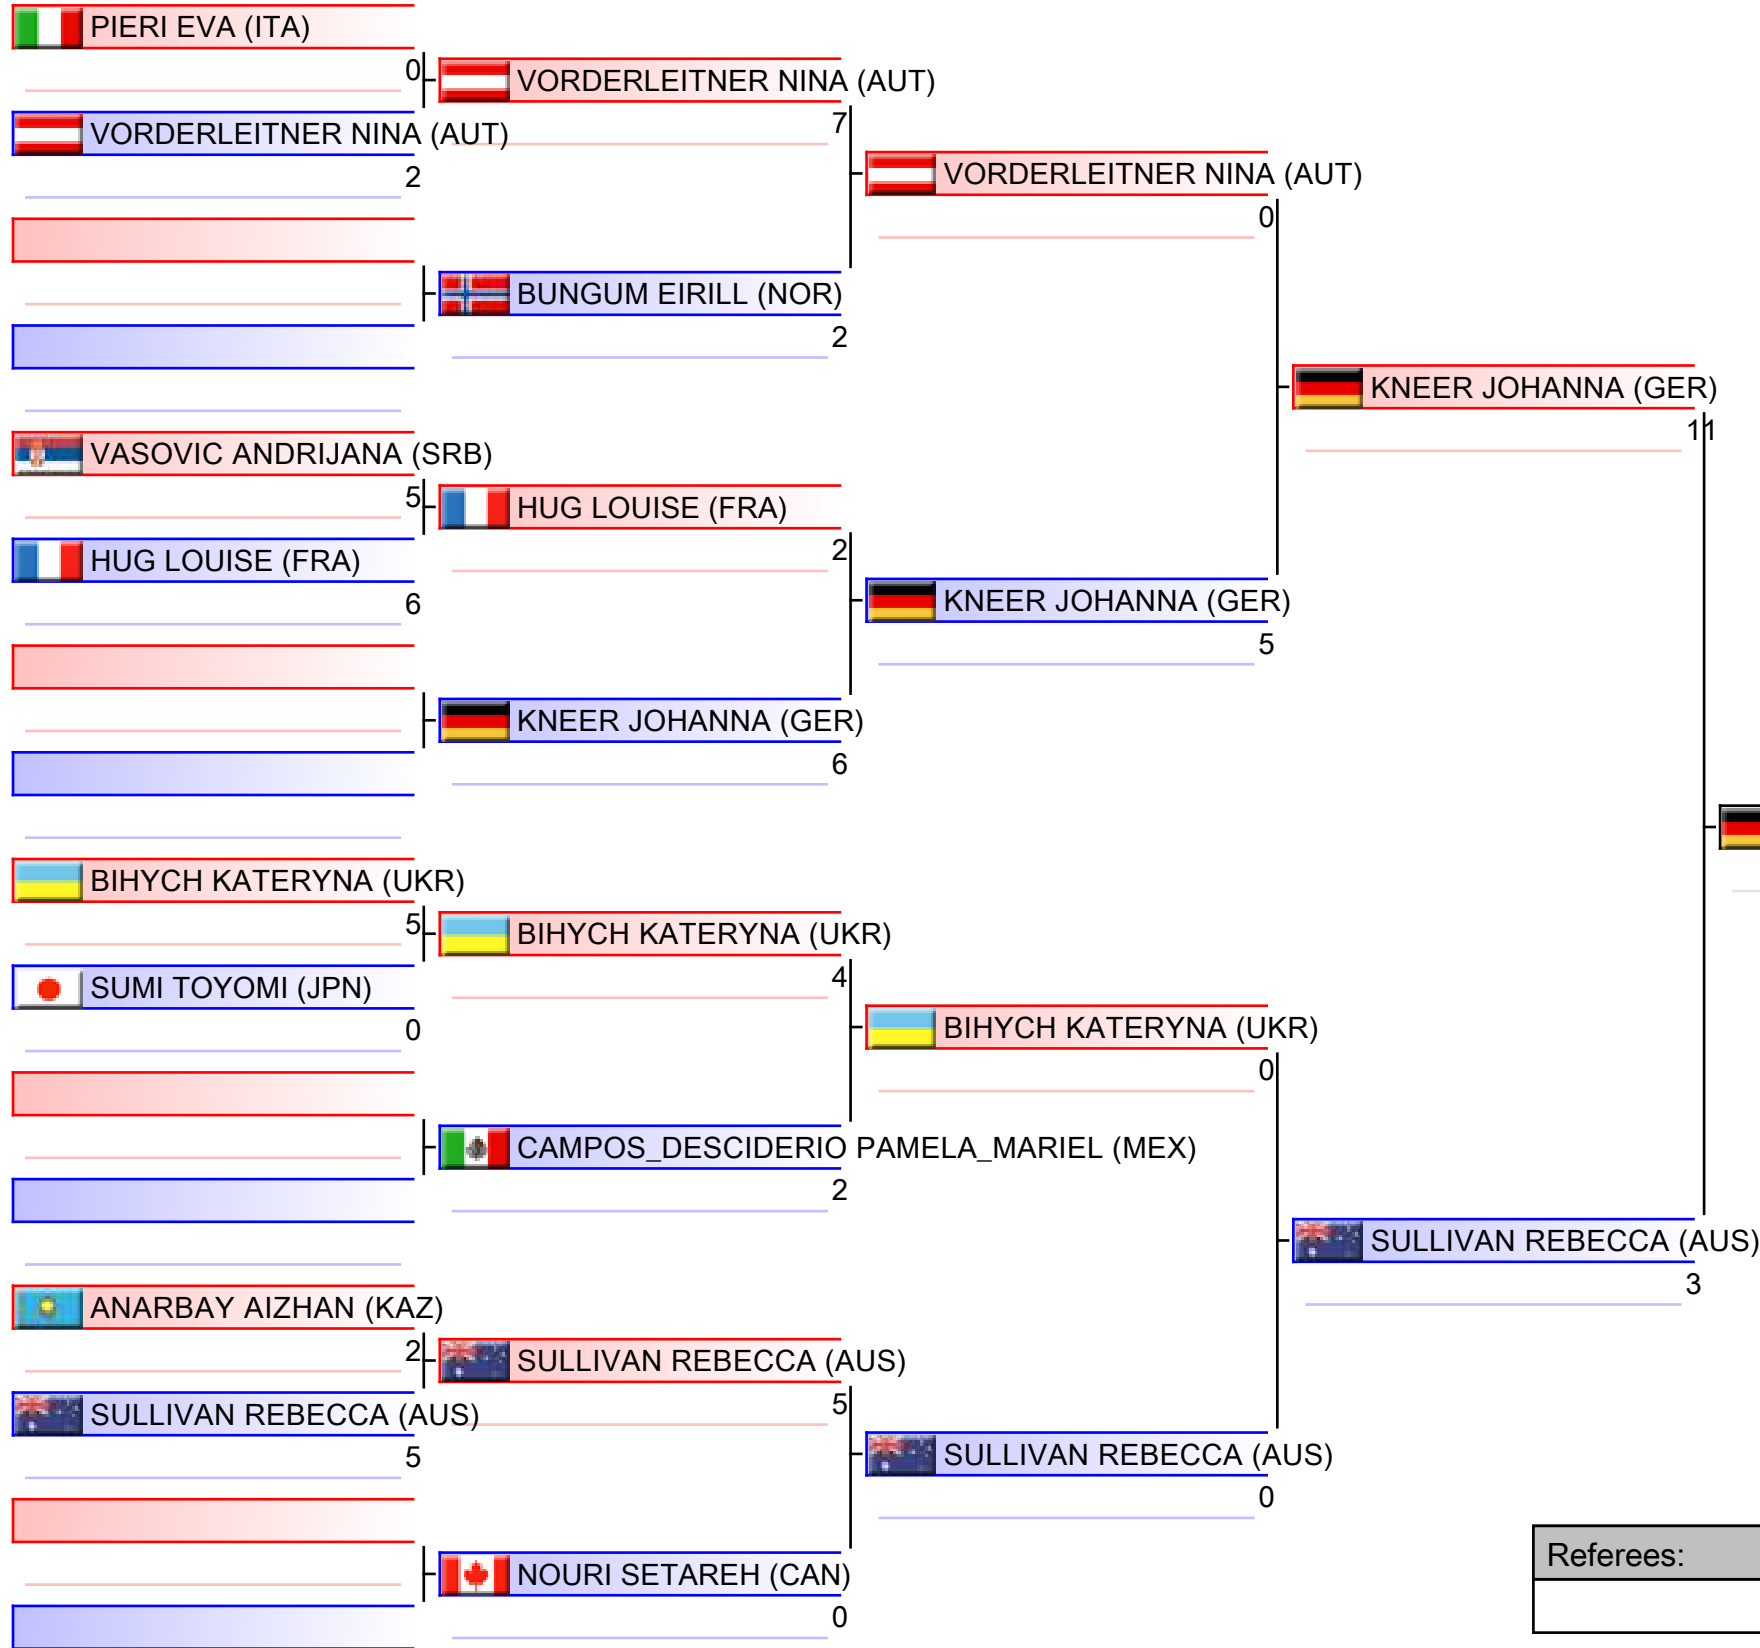 PIERI EVA (ITA)
0
VORDERLEITNER NINA (AUT)
VORDERLEITNER NINA (AUT)
7
2
VORDERLEITNER NINA (AUT)
0
BUNGUM EIRILL (NOR)
2
KNEER JOHANNA (GER)
11
VASOVIC ANDRIJANA (SRB)
5
HUG LOUISE (FRA)
2
HUG LOUISE (FRA)
6
KNEER JOHANNA (GER)
5
KNEER JOHANNA (GER)
6
BIHYCH KATERYNA (UKR)
5
BIHYCH KATERYNA (UKR)
4
SUMI TOYOMI (JPN)
0
BIHYCH KATERYNA (UKR)
0
CAMPOS_DESCIDERIO PAMELA_MARIEL (MEX)
2
SULLIVAN REBECCA (AUS)
3
ANARBAY AIZHAN (KAZ)
2
SULLIVAN REBECCA (AUS)
5
SULLIVAN REBECCA (AUS)
5
SULLIVAN REBECCA (AUS)
0
NOURI SETAREH (CAN)
0
Referees: